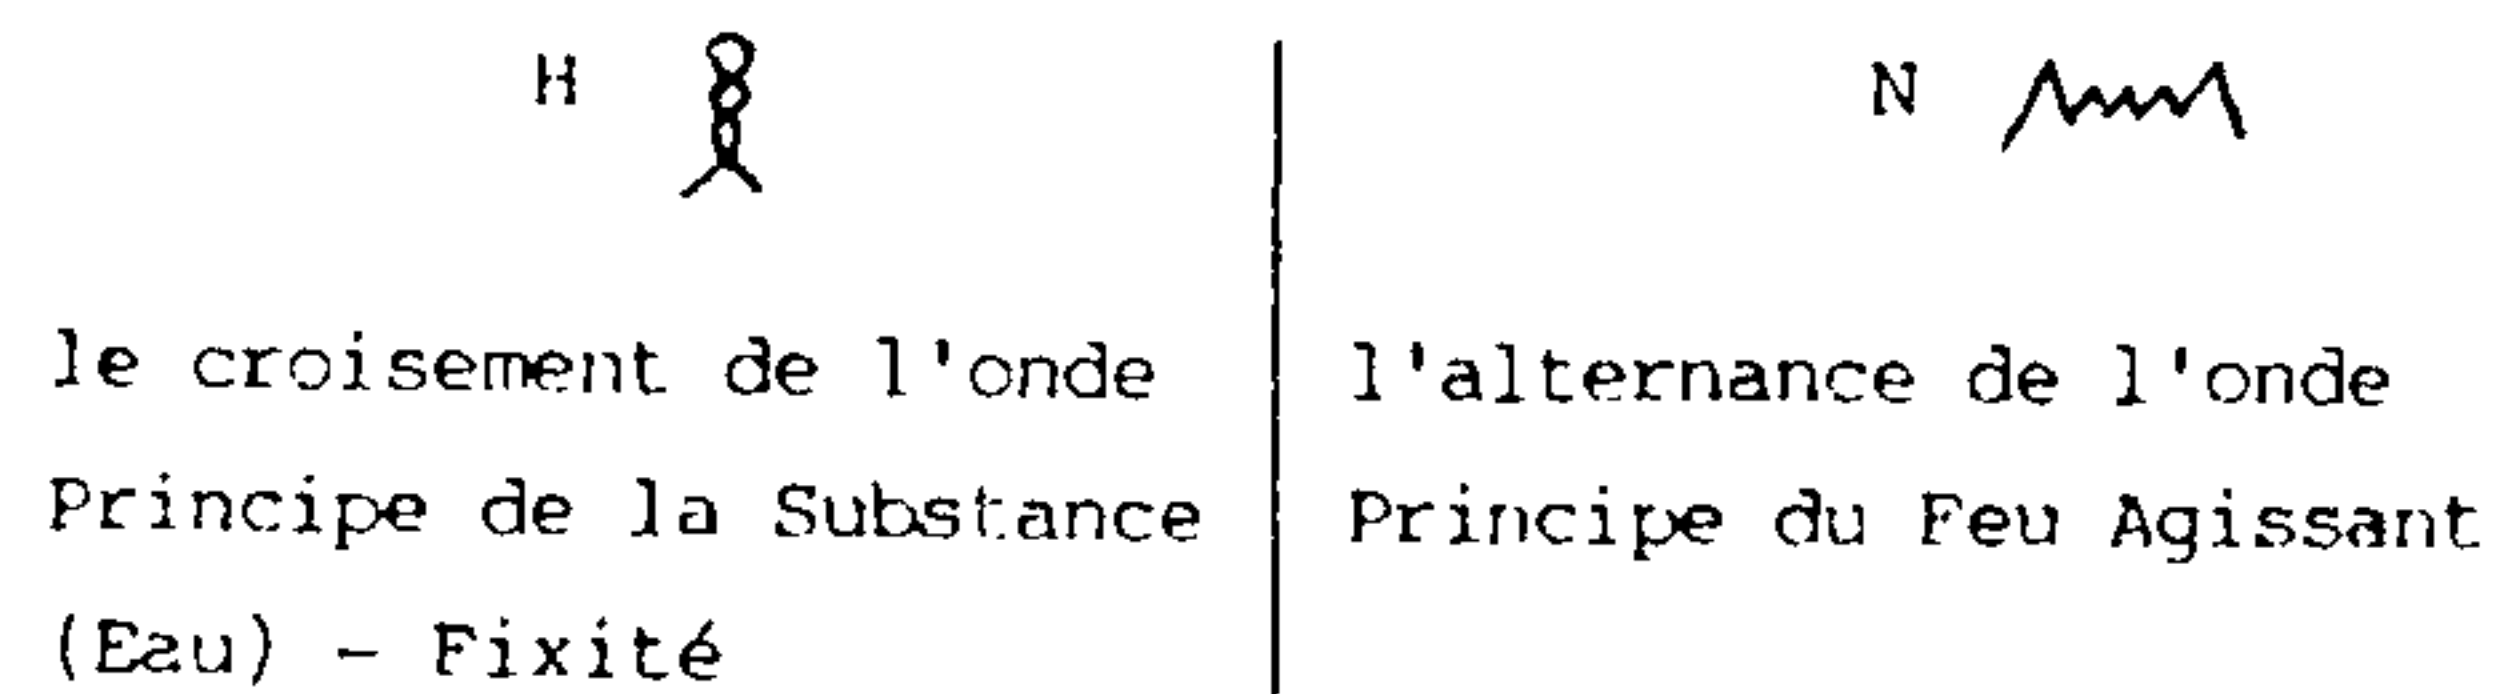 H
le croisement de l'onde
Principe de la Substance
(Eau) - Fixité
N
l'alternance de l'onde
Principe du Feu Agissant